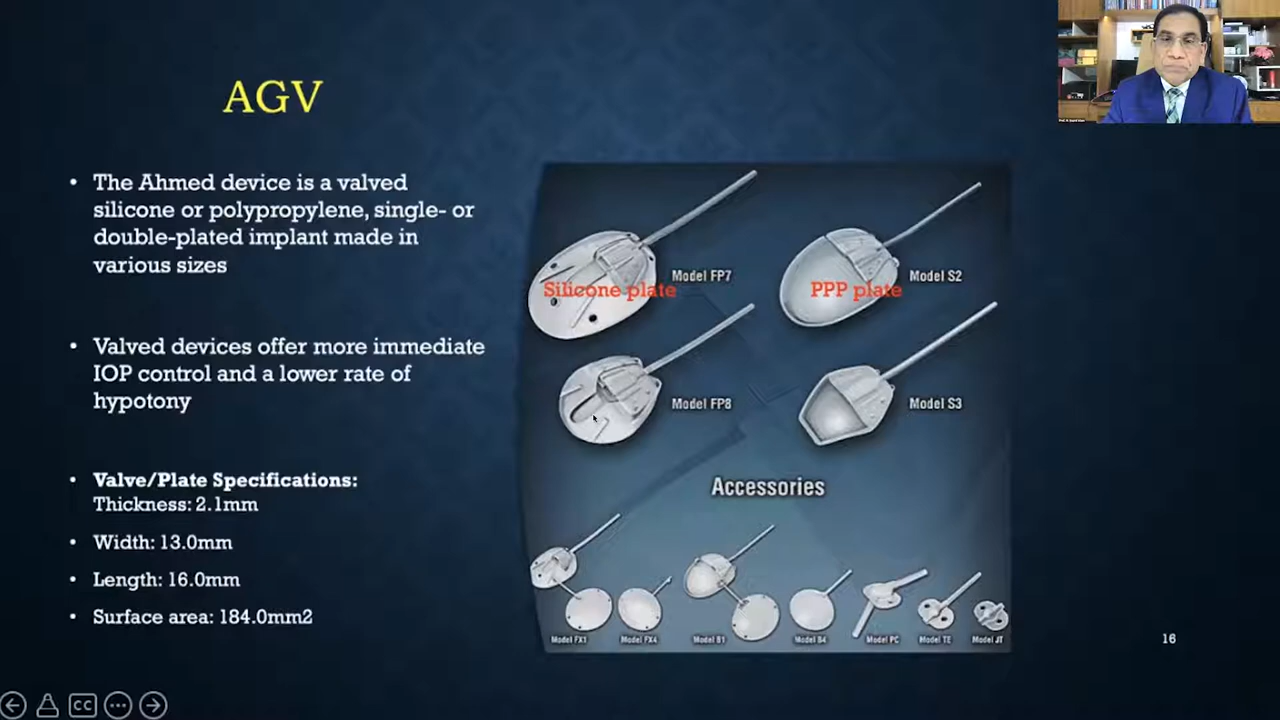 AGV
• The Ahmed device is a valved
silicone or polypropylene, single- or
double-plated implant made in
various sizes
• Valved devices offer more immediate
IOP control and a lower rate of
hypotony
• Valve/Plate Specifications:
Thickness: 2.1mm
• Width: 13.0mm
• Length: 16.0mm
• Surface area: 184.0mm2
Model FP7
Silicone plate
Model S2
PPP plate
Model FP8
Model S3
Accessories
Model FX1
Model FX4
Model B1
Model B4
Model PC
Model TE
Model JT
16
CC